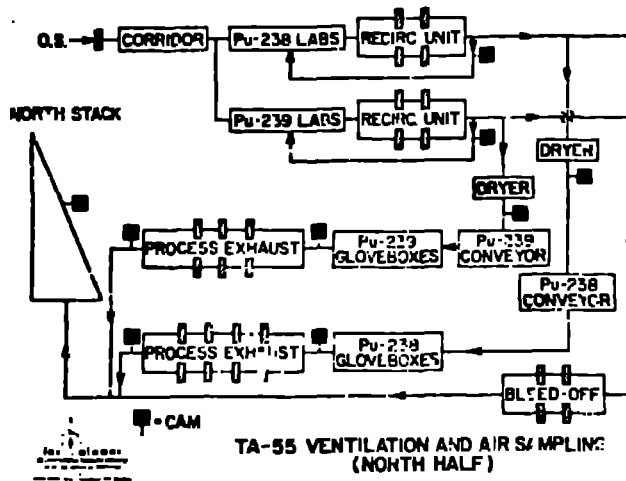 O.S.
CORRIDOR
Pu-238 LABS
RECIRC UNIT
NORTH STACK
Pu-239 LABS
RECIRC UNIT
DRYER
DRYER
PROCESS EXHAUST
Pu-239
GLOVEBOXES
Pu-239
CONVEYOR
Pu-238
CONVEYOR
PROCESS EXHAUST
Pu-238
GLOVEBOXES
BLEED-OFF
= CAM
TA-55 VENTILATION AND AIR SAMPLING
(NORTH HALF)
Los Alamos